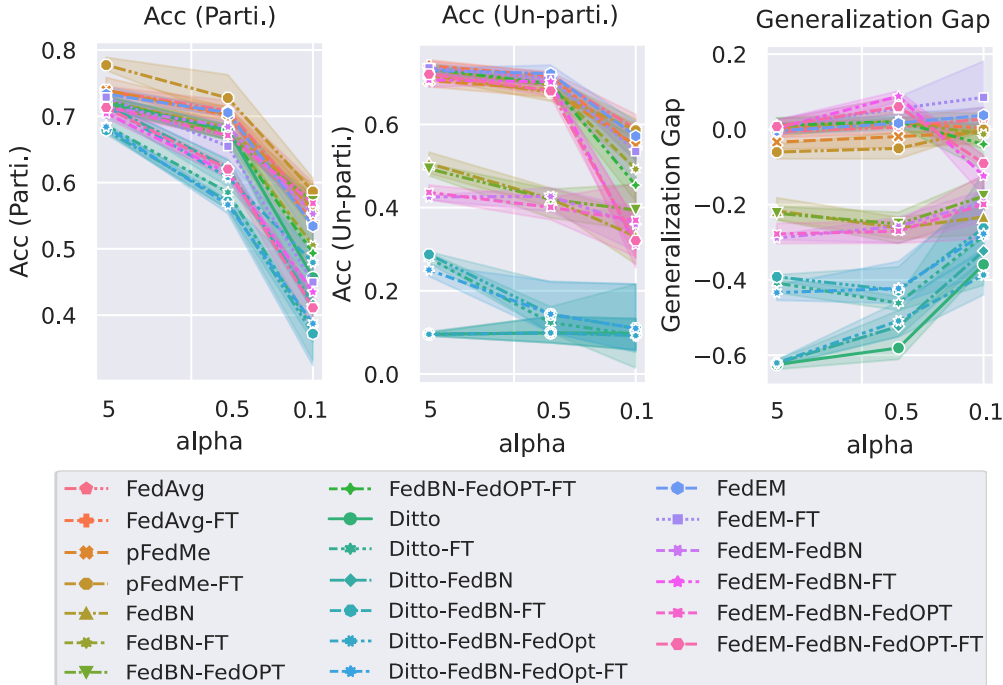 Acc (Parti.)
Acc (Un-parti.)
Generalization Gap
Acc (Parti.)
0.8
0.7
0.6
0.5
0.4
5
0.5
0.1
alpha
Acc (Un-parti.)
0.6
0.4
0.2
0.0
5
0.5
0.1
alpha
Generalization Gap
0.2
0.0
−0.2
−0.4
−0.6
5
0.5
0.1
alpha
FedAvg
FedAvg-FT
pFedMe
pFedMe-FT
FedBN
FedBN-FT
FedBN-FedOPT
FedBN-FedOPT-FT
Ditto
Ditto-FT
Ditto-FedBN
Ditto-FedBN-FT
Ditto-FedBN-FedOpt
Ditto-FedBN-FedOpt-FT
FedEM
FedEM-FT
FedEM-FedBN
FedEM-FedBN-FT
FedEM-FedBN-FedOPT
FedEM-FedBN-FedOPT-FT